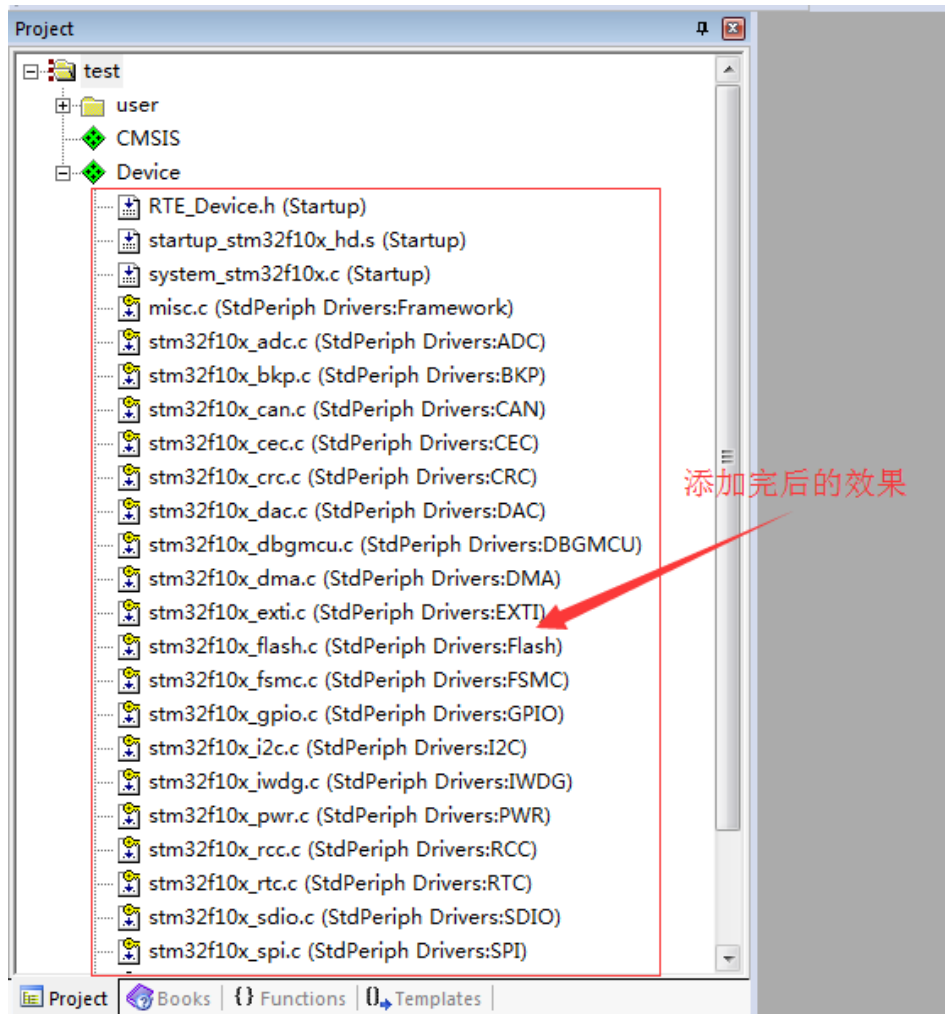 Project
test
user
CMSIS
Device
RTE_Device.h (Startup)
startup_stm32f10x_hd.s (Startup)
system_stm32f10x.c (Startup)
misc.c (StdPeriph Drivers:Framework)
stm32f10x_adc.c (StdPeriph Drivers:ADC)
stm32f10x_bkp.c (StdPeriph Drivers:BKP)
stm32f10x_can.c (StdPeriph Drivers:CAN)
stm32f10x_cec.c (StdPeriph Drivers:CEC)
stm32f10x_crc.c (StdPeriph Drivers:CRC)
添加完后的效果
stm32f10x_dac.c (StdPeriph Drivers:DAC)
stm32f10x_dbgmcu.c (StdPeriph Drivers:DBGMCU)
stm32f10x_dma.c (StdPeriph Drivers:DMA)
stm32f10x_exti.c (StdPeriph Drivers:EXTI)
stm32f10x_flash.c (StdPeriph Drivers:Flash)
stm32f10x_fsmc.c (StdPeriph Drivers:FSMC)
stm32f10x_gpio.c (StdPeriph Drivers:GPIO)
stm32f10x_i2c.c (StdPeriph Drivers:I2C)
stm32f10x_iwdg.c (StdPeriph Drivers:IWDG)
stm32f10x_pwr.c (StdPeriph Drivers:PWR)
stm32f10x_rcc.c (StdPeriph Drivers:RCC)
stm32f10x_rtc.c (StdPeriph Drivers:RTC)
stm32f10x_sdio.c (StdPeriph Drivers:SDIO)
stm32f10x_spi.c (StdPeriph Drivers:SPI)
Project Books {} Functions 0 Templates